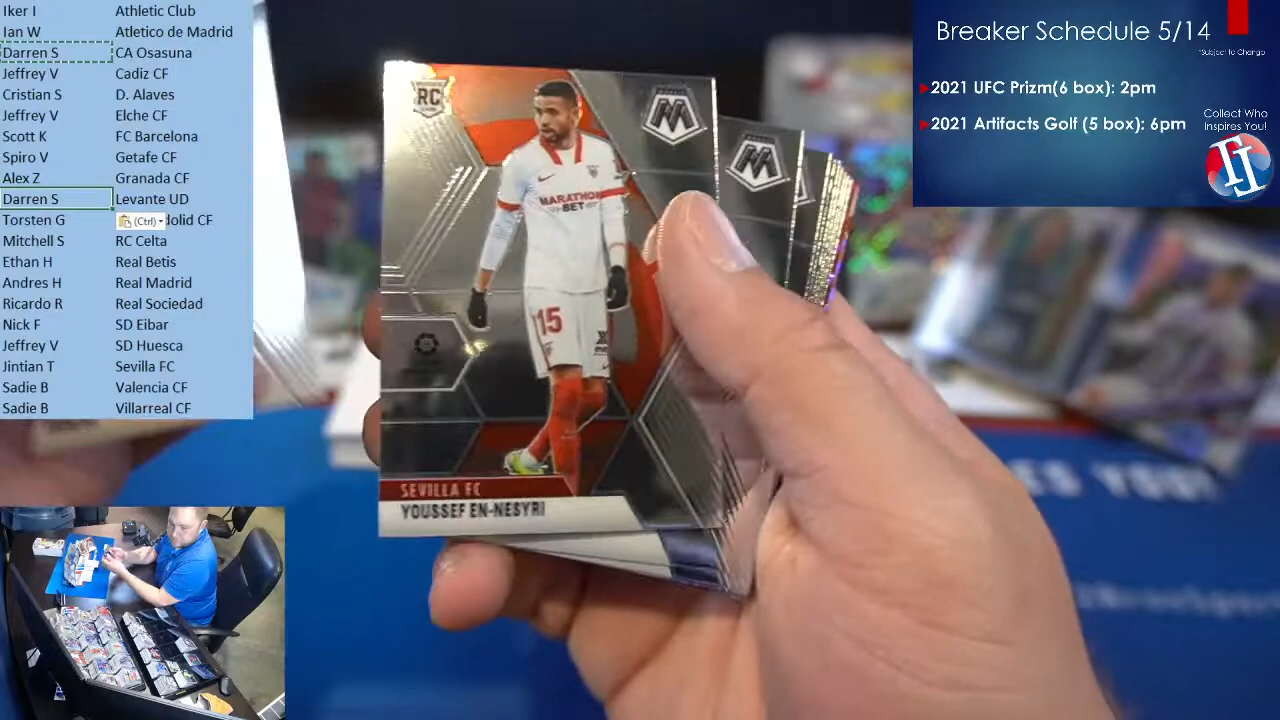 Iker I Athletic Club
Ian W Atletico de Madrid
Darren S CA Osasuna
Jeffrey V Cadiz CF
Cristian S D. Alaves
Jeffrey V Elche CF
Scott K FC Barcelona
Spiro V Getafe CF
Alex Z Granada CF
Darren S Levante UD
Torsten G (Ctrl) dolid CF
Mitchell S RC Celta
Ethan H Real Betis
Andres H Real Madrid
Ricardo R Real Sociedad
Nick F SD Eibar
Jeffrey V SD Huesca
Jintian T Sevilla FC
Sadie B Valencia CF
Sadie B Villarreal CF
RC
M
M
MARATHON
BET
15
SEVILLA FC
YOUSSEF EN-NESYRI
Breaker Schedule 5/14
*Subject to Change
2021 UFC Prizm(6 box): 2pm
2021 Artifacts Golf (5 box): 6pm
Collect Who
Inspires You!
ES YOU!